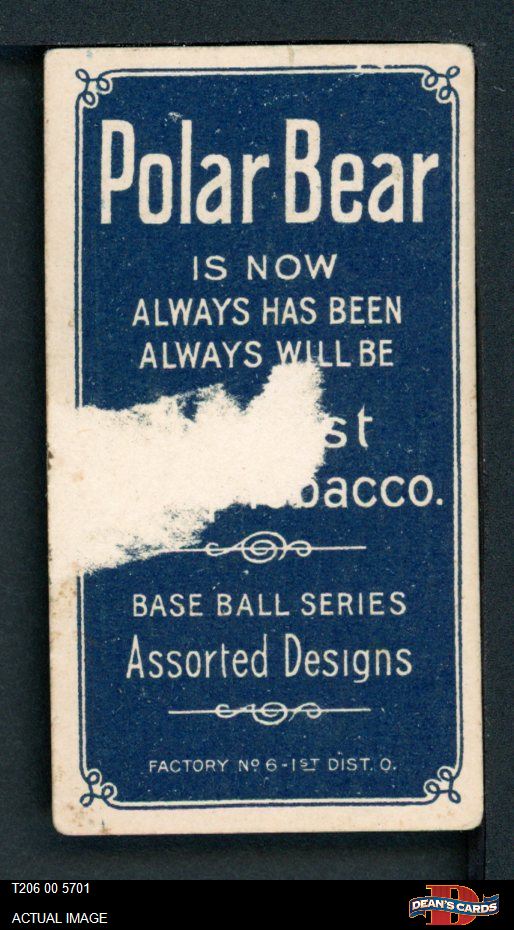 Polar Bear
IS NOW
ALWAYS HAS BEEN
ALWAYS WILL BE
st
bacco.
BASE BALL SERIES
Assorted Designs
FACTORY Nº 6 - 1ST DIST. O.
T206 00 5701
ACTUAL IMAGE
D
DEAN'S CARDS